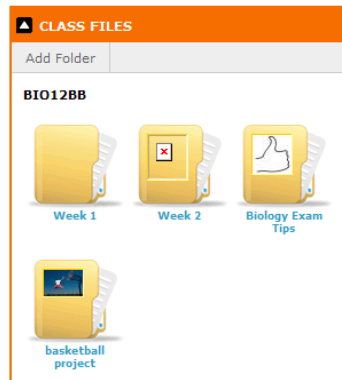 CLASS FILES
Add Folder
BIO12BB
Week 1
Week 2
Biology Exam
Tips
basketball
project